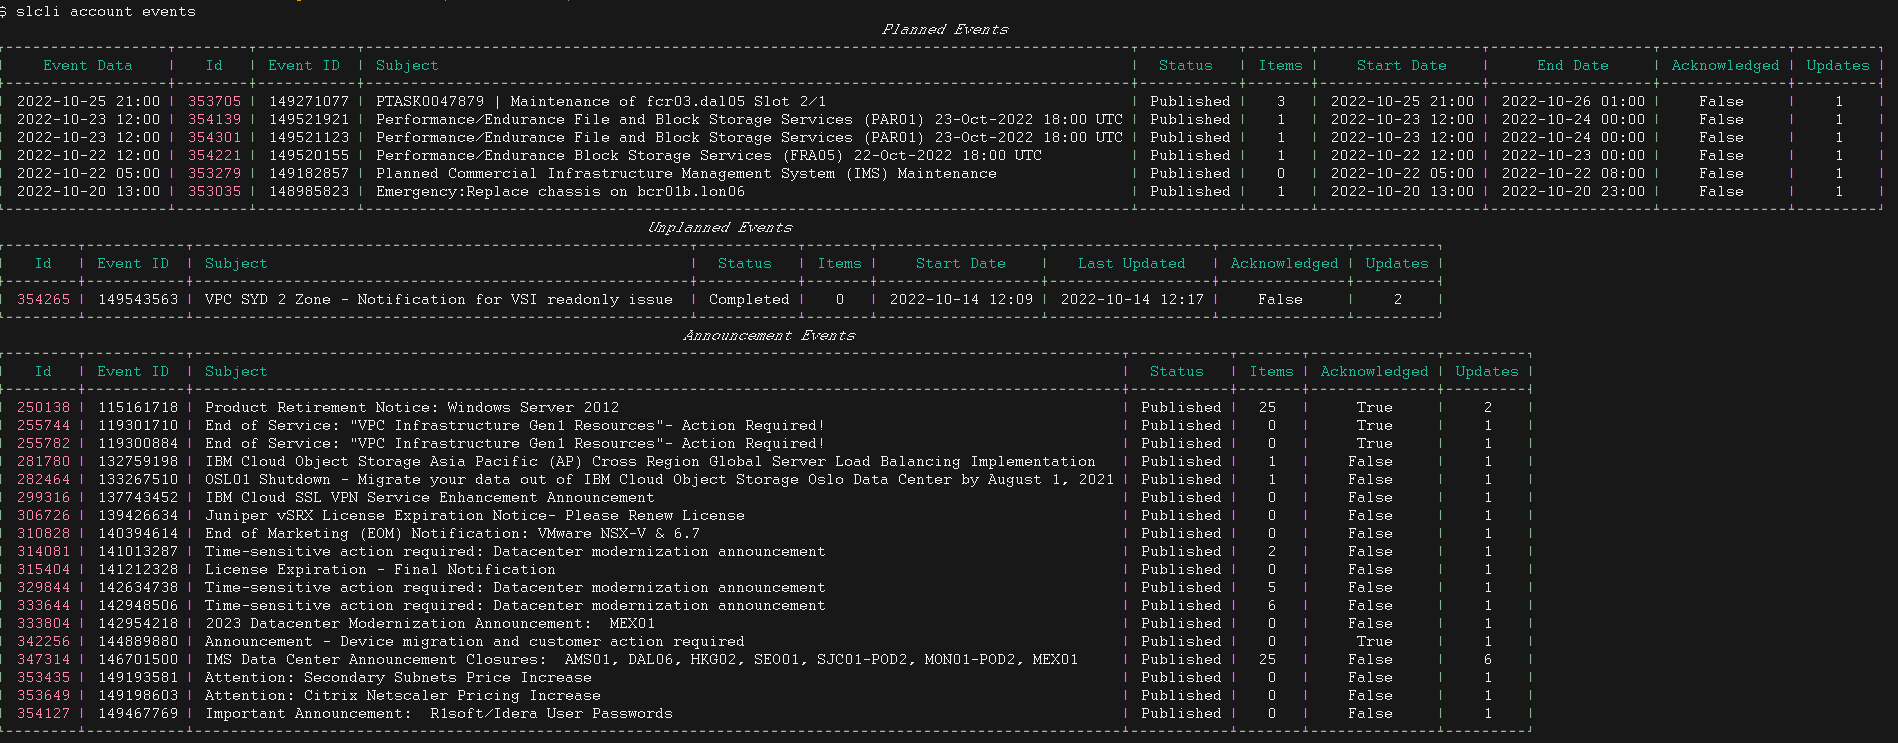 $ slcli account events
Planned Events
Event Data | Id | Event ID | Subject | Status | Items | Start Date | End Date | Acknowledged | Updates
2022-10-25 21:00 | 353705 | 149271077 | PTASK0047879 | Maintenance of fcr03.dal05 Slot 2/1 | Published | 3 | 2022-10-25 21:00 | 2022-10-26 01:00 | False | 1
2022-10-23 12:00 | 354139 | 149521921 | Performance/Endurance File and Block Storage Services (PAR01) 23-Oct-2022 18:00 UTC | Published | 1 | 2022-10-23 12:00 | 2022-10-24 00:00 | False | 1
2022-10-23 12:00 | 354301 | 149521123 | Performance/Endurance File and Block Storage Services (PAR01) 23-Oct-2022 18:00 UTC | Published | 1 | 2022-10-23 12:00 | 2022-10-24 00:00 | False | 1
2022-10-22 12:00 | 354221 | 149520155 | Performance/Endurance Block Storage Services (FRA05) 22-Oct-2022 18:00 UTC | Published | 1 | 2022-10-22 12:00 | 2022-10-23 00:00 | False | 1
2022-10-22 05:00 | 353279 | 149182857 | Planned Commercial Infrastructure Management System (IMS) Maintenance | Published | 0 | 2022-10-22 05:00 | 2022-10-22 08:00 | False | 1
2022-10-20 13:00 | 353035 | 148985823 | Emergency:Replace chassis on bcr01b.lon06 | Published | 1 | 2022-10-20 13:00 | 2022-10-20 23:00 | False | 1
Unplanned Events
Id | Event ID | Subject | Status | Items | Start Date | Last Updated | Acknowledged | Updates
354265 | 149543563 | VPC SYD 2 Zone - Notification for VSI readonly issue | Completed | 0 | 2022-10-14 12:09 | 2022-10-14 12:17 | False | 2
Announcement Events
Id | Event ID | Subject | Status | Items | Acknowledged | Updates
250138 | 115161718 | Product Retirement Notice: Windows Server 2012 | Published | 25 | True | 2
255744 | 119301710 | End of Service: "VPC Infrastructure Gen1 Resources"- Action Required! | Published | 0 | True | 1
255782 | 119300884 | End of Service: "VPC Infrastructure Gen1 Resources"- Action Required! | Published | 0 | True | 1
281780 | 132759198 | IBM Cloud Object Storage Asia Pacific (AP) Cross Region Global Server Load Balancing Implementation | Published | 1 | False | 1
282464 | 133267510 | OSL01 Shutdown - Migrate your data out of IBM Cloud Object Storage Oslo Data Center by August 1, 2021 | Published | 1 | False | 1
299316 | 137743452 | IBM Cloud SSL VPN Service Enhancement Announcement | Published | 0 | False | 1
306726 | 139426634 | Juniper vSRX License Expiration Notice- Please Renew License | Published | 0 | False | 1
310828 | 140394614 | End of Marketing (EOM) Notification: VMware NSX-V & 6.7 | Published | 0 | False | 1
314081 | 141013287 | Time-sensitive action required: Datacenter modernization announcement | Published | 2 | False | 1
315404 | 141212328 | License Expiration - Final Notification | Published | 0 | False | 1
329844 | 142634738 | Time-sensitive action required: Datacenter modernization announcement | Published | 5 | False | 1
333644 | 142948506 | Time-sensitive action required: Datacenter modernization announcement | Published | 6 | False | 1
333804 | 142954218 | 2023 Datacenter Modernization Announcement:  MEX01 | Published | 0 | False | 1
342256 | 144889880 | Announcement - Device migration and customer action required | Published | 0 | True | 1
347314 | 146701500 | IMS Data Center Announcement Closures:  AMS01, DAL06, HKG02, SEO01, SJC01-POD2, MON01-POD2, MEX01 | Published | 25 | False | 6
353435 | 149193581 | Attention: Secondary Subnets Price Increase | Published | 0 | False | 1
353649 | 149198603 | Attention: Citrix Netscaler Pricing Increase | Published | 0 | False | 1
354127 | 149467769 | Important Announcement:  R1soft/Idera User Passwords | Published | 0 | False | 1